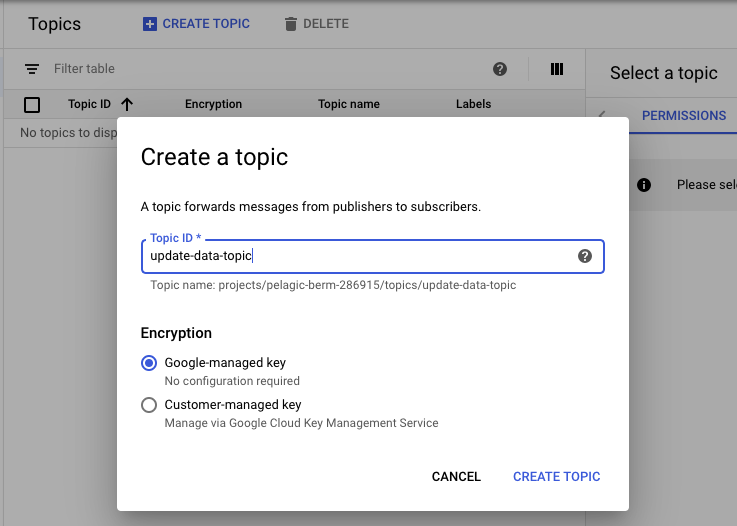 Topics
CREATE TOPIC
DELETE
Filter table
Select a topic
Topic ID
Encryption
Topic name
Labels
PERMISSIONS
No topics to disp
Please sel
Create a topic
A topic forwards messages from publishers to subscribers.
Topic ID *
update-data-topic
Topic name: projects/pelagic-berm-286915/topics/update-data-topic
Encryption
Google-managed key
No configuration required
Customer-managed key
Manage via Google Cloud Key Management Service
CANCEL
CREATE TOPIC